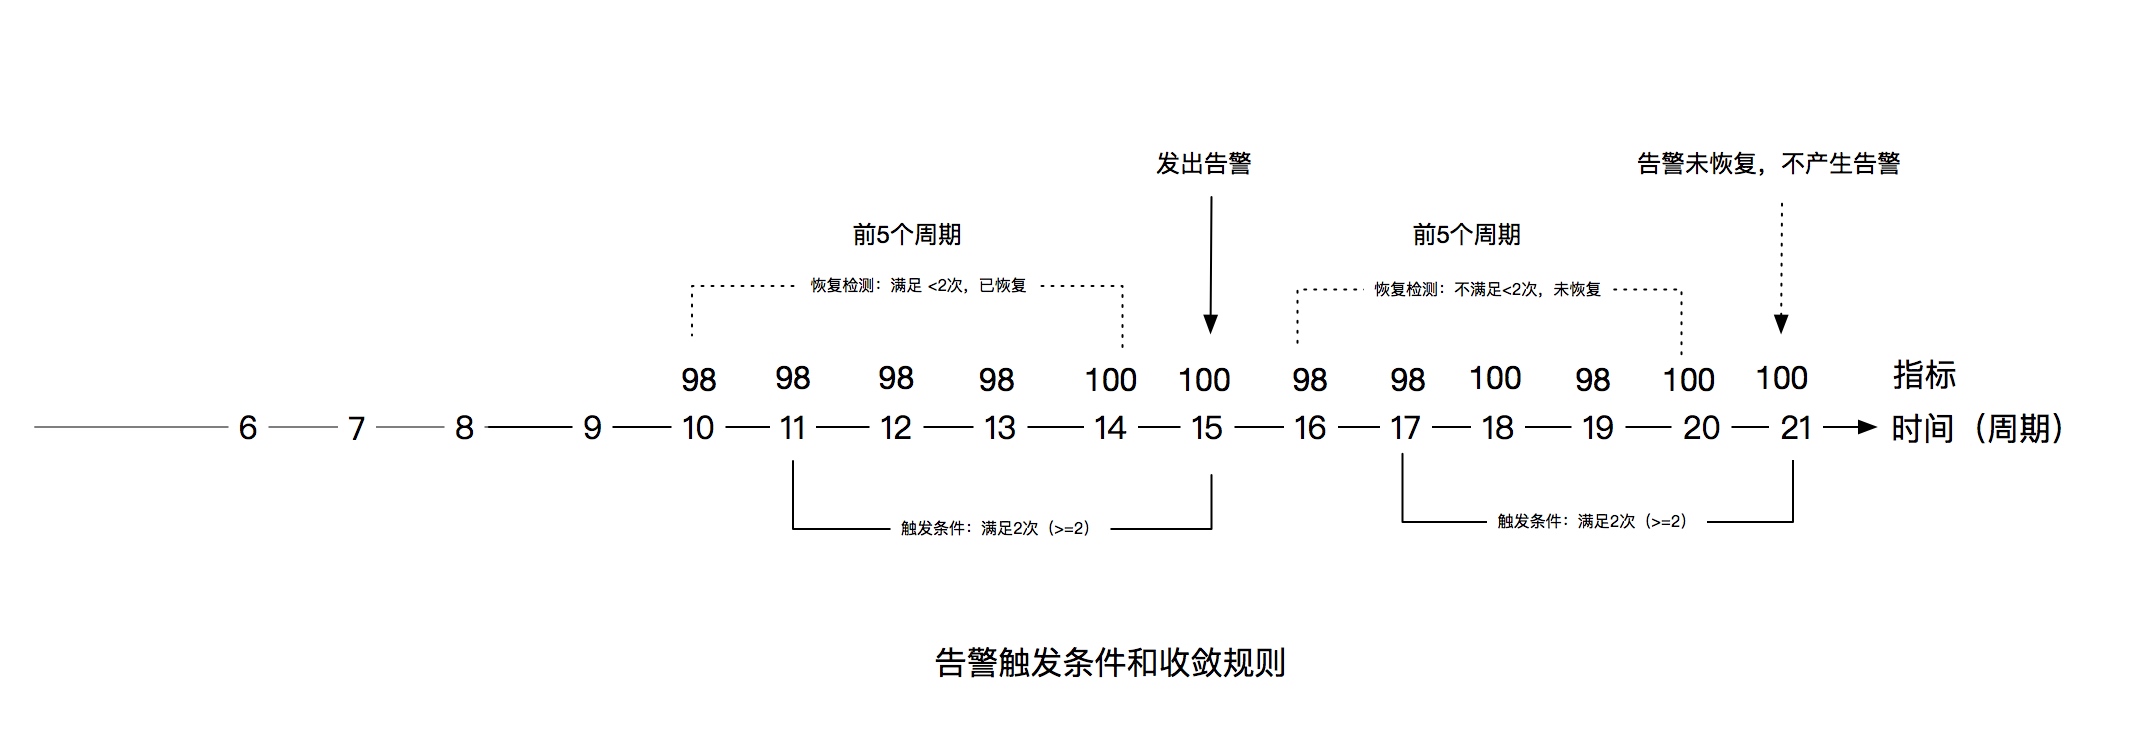 发出告警
告警未恢复，不产生告警
前5个周期
前5个周期
恢复检测：满足 <2次，已恢复
恢复检测：不满足<2次，未恢复
98 98 98 98 100 100 98 98 100 98 100 100 指标
6 7 8 9 10 11 12 13 14 15 16 17 18 19 20 21 时间（周期）
触发条件：满足2次（>=2）
触发条件：满足2次（>=2）
告警触发条件和收敛规则